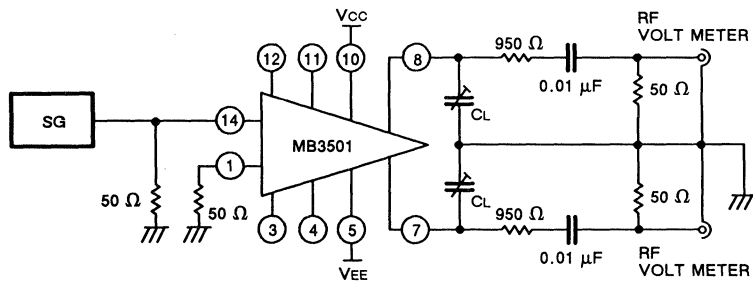 VCC
RF
VOLT METER
12
11
10
8
950 Ω
0.01 μF
50 Ω
SG
14
CL
MB3501
1
50 Ω
50 Ω
CL
50 Ω
950 Ω
3
4
5
7
0.01 μF
VEE
RF
VOLT METER